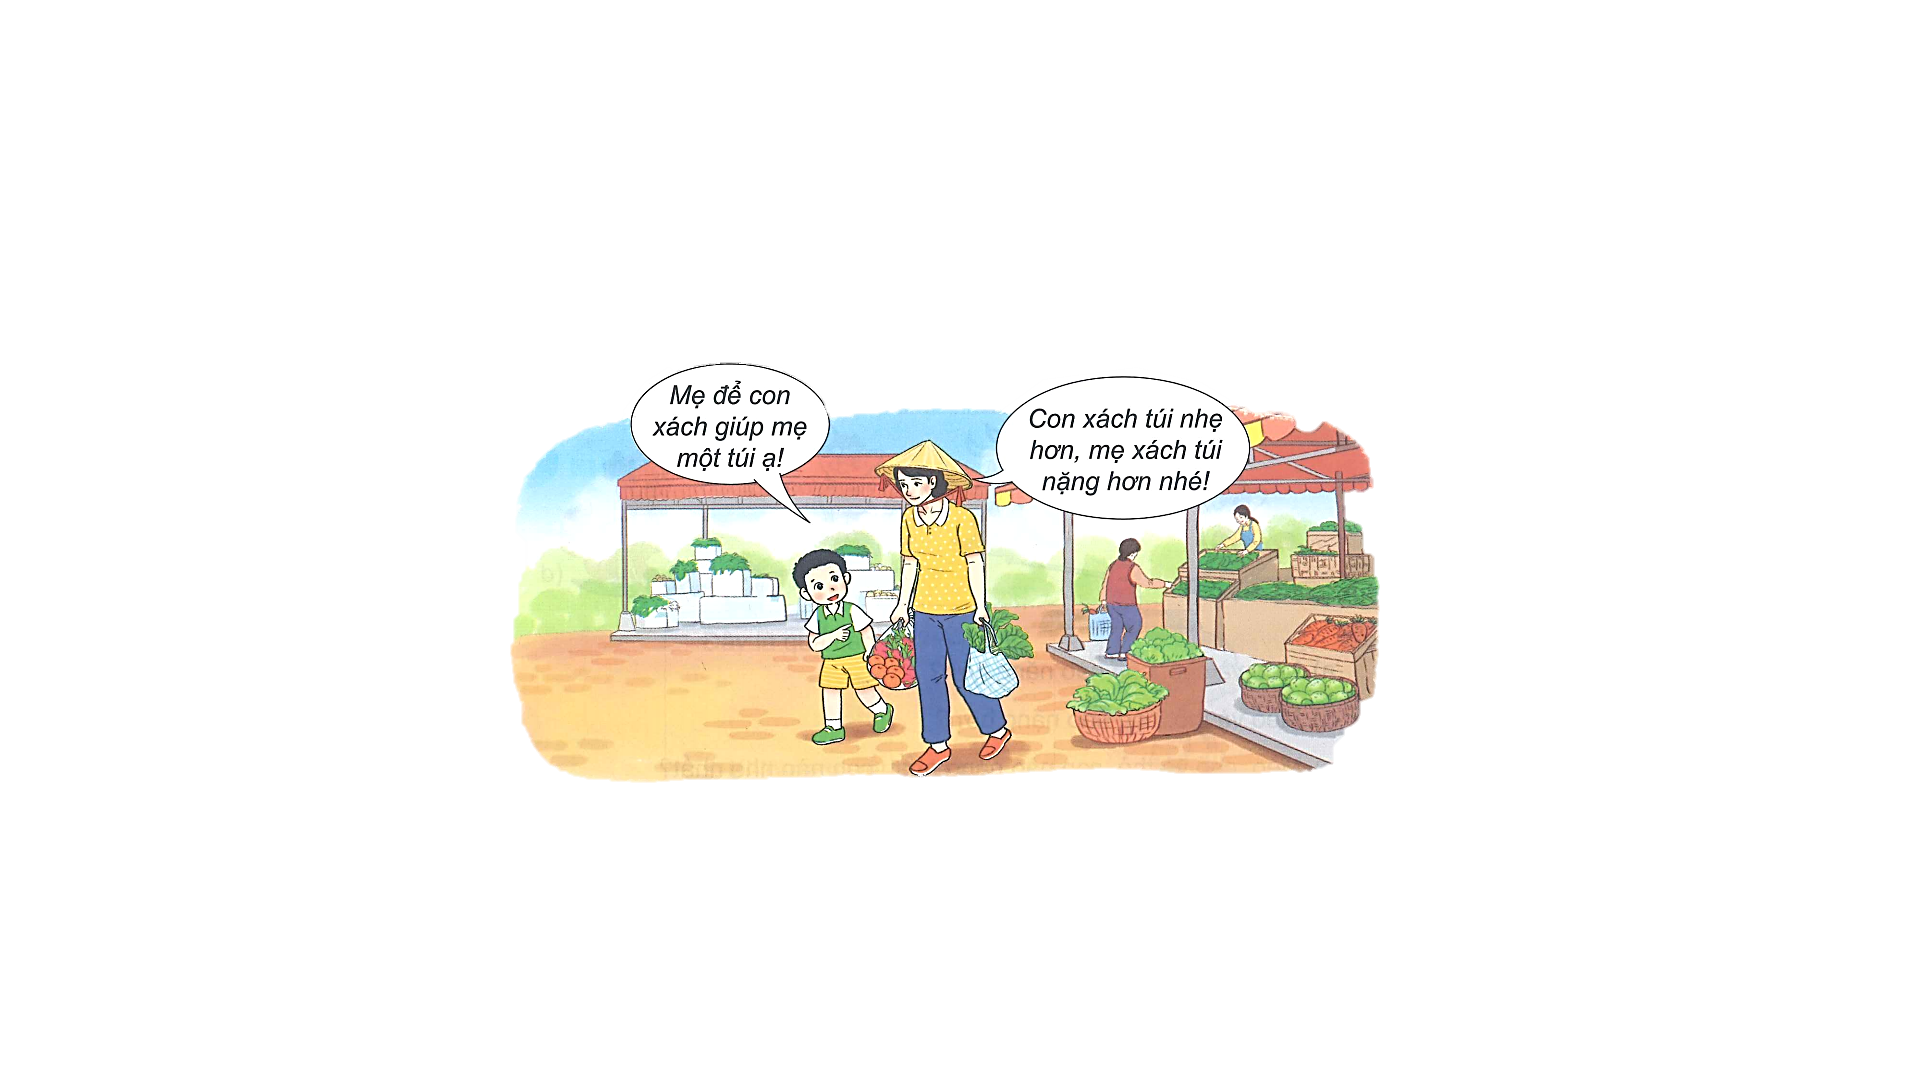 Mẹ để con
xách giúp mẹ
một túi ạ!
Con xách túi nhẹ
hơn, mẹ xách túi
nặng hơn nhé!